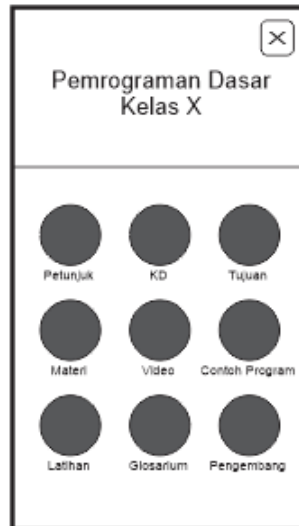 Pemrograman Dasar
Kelas X
Petunjuk KD Tujuan
Materi Video Contoh Program
Latihan Glosarium Pengembang